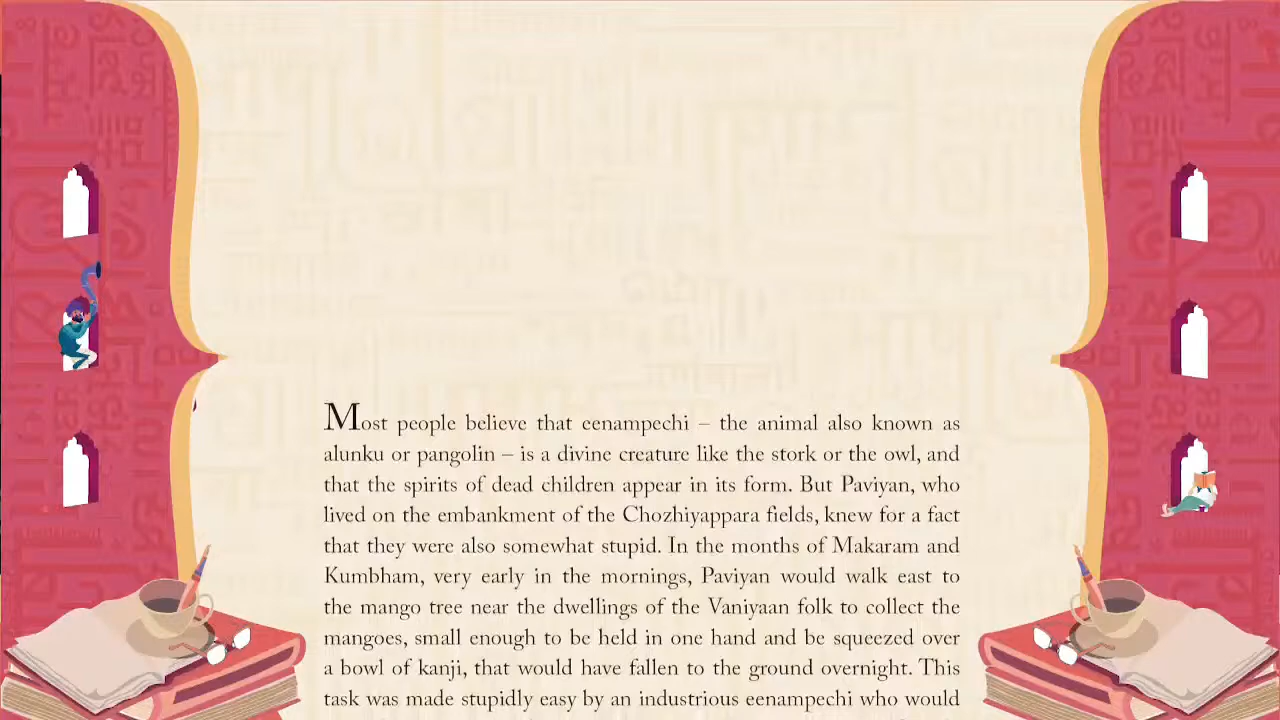 Most people believe that eenampechi – the animal also known as
alunku or pangolin – is a divine creature like the stork or the owl, and
that the spirits of dead children appear in its form. But Paviyan, who
lived on the embankment of the Chozhiyappara fields, knew for a fact
that they were also somewhat stupid. In the months of Makaram and
Kumbham, very early in the mornings, Paviyan would walk east to
the mango tree near the dwellings of the Vaniyaan folk to collect the
mangoes, small enough to be held in one hand and be squeezed over
a bowl of kanji, that would have fallen to the ground overnight. This
task was made stupidly easy by an industrious eenampechi who would